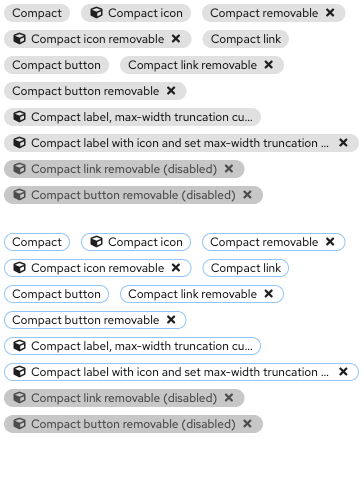 Compact Compact icon Compact removable
Compact icon removable Compact link
Compact button Compact link removable
Compact button removable
Compact label, max-width truncation cu...
Compact label with icon and set max-width truncation ...
Compact link removable (disabled)
Compact button removable (disabled)
Compact Compact icon Compact removable
Compact icon removable Compact link
Compact button Compact link removable
Compact button removable
Compact label, max-width truncation cu...
Compact label with icon and set max-width truncation ...
Compact link removable (disabled)
Compact button removable (disabled)